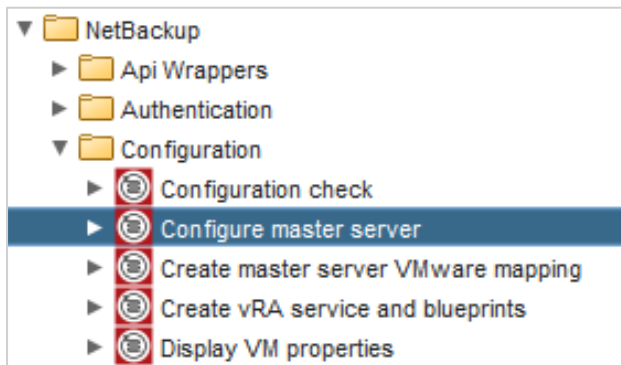 NetBackup
Api Wrappers
Authentication
Configuration
Configuration check
Configure master server
Create master server VMware mapping
Create vRA service and blueprints
Display VM properties